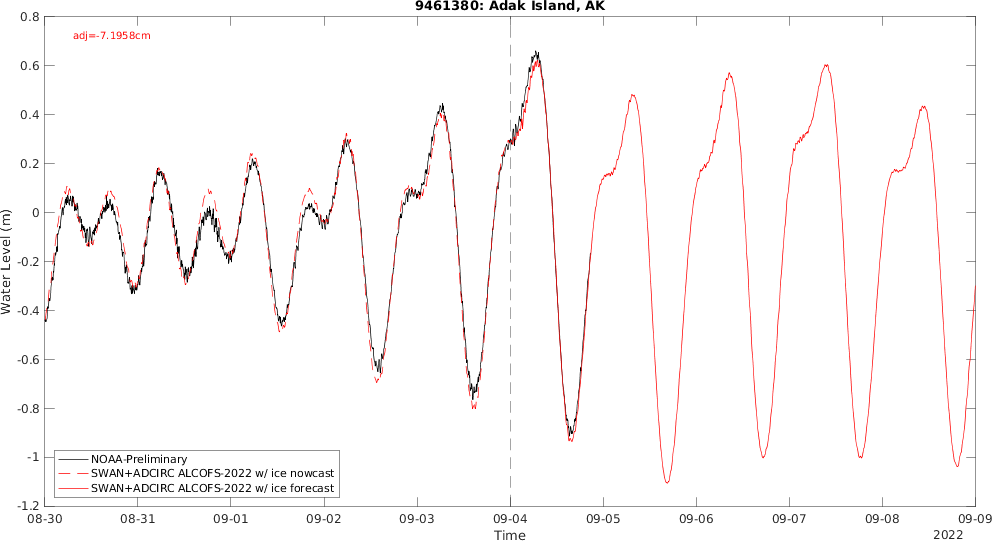 9461380: Adak Island, AK
adj=-7.1958cm
0.8
0.6
0.4
0.2
0
-0.2
-0.4
-0.6
-0.8
-1
-1.2
Water Level (m)
NOAA-Preliminary
SWAN+ADCIRC ALCOFS-2022 w/ ice nowcast
SWAN+ADCIRC ALCOFS-2022 w/ ice forecast
08-30 08-31 09-01 09-02 09-03 09-04 09-05 09-06 09-07 09-08 09-09
Time
2022